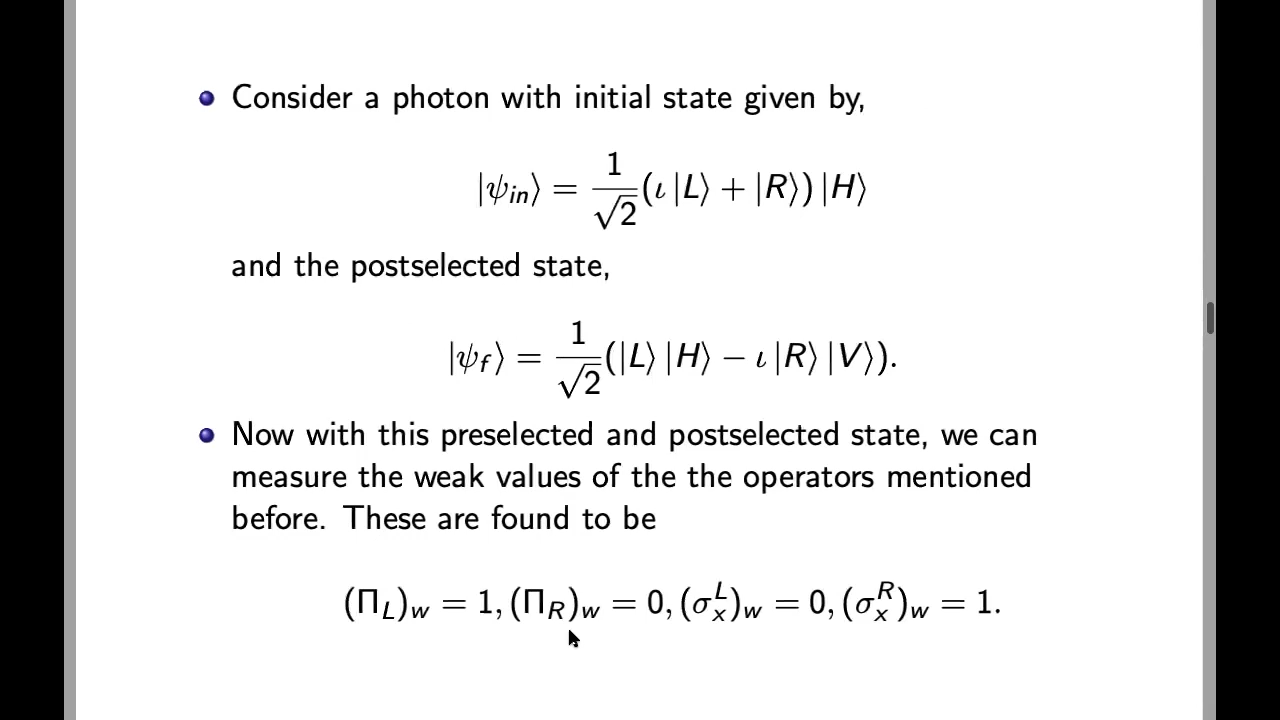 Consider a photon with initial state given by,
|ψ_in⟩ = 1/√2 (ι |L⟩ + |R⟩) |H⟩
and the postselected state,
|ψ_f⟩ = 1/√2 (|L⟩ |H⟩ − ι |R⟩ |V⟩).
Now with this preselected and postselected state, we can
measure the weak values of the the operators mentioned
before. These are found to be
(Π_L)_w = 1, (Π_R)_w = 0, (σ_x^L)_w = 0, (σ_x^R)_w = 1.